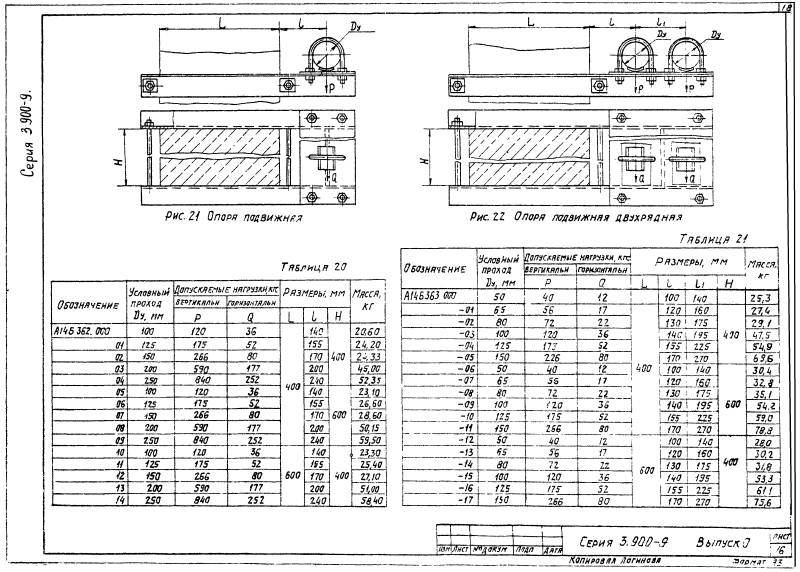 18
Серия 3.900-9.
L l Dy
P
H
Q
Рис. 21 Опора подвижная
L l l1 Dy Dy
P P
H
Q Q
Рис. 22 Опора подвижная двухрядная
Таблица 20
Обозначение | Условный проход Dy, мм | Допускаемые нагрузки, кгс | Размеры, мм | Масса, кг
вертикальн P | горизонтальн Q | L | l | H
А14Б362.000 100 120 36 400 140 400 20,60
01 125 175 52 155 24,20
02 150 266 80 170 24,33
03 200 590 177 200 45,00
04 250 840 252 240 52,35
05 100 120 36 140 600 23,10
06 125 175 52 155 26,60
07 150 266 80 170 28,60
08 200 590 177 200 50,15
09 250 840 252 240 59,50
10 100 120 36 600 140 400 23,30
11 125 175 52 155 25,40
12 150 266 80 170 27,10
13 200 590 177 200 51,00
14 250 840 252 240 58,40
Таблица 21
Обозначение | Условный проход Dy, мм | Допускаемые нагрузки, кгс | Размеры, мм | Масса, кг
вертикальн P | горизонтальн Q | L | l | l1 | H
А14Б363 000 50 40 12 400 100 140 400 25,3
-01 65 56 17 120 160 27,4
-02 80 72 22 130 175 29,1
-03 100 120 36 140 195 47,5
-04 125 175 52 155 225 54,9
-05 150 226 80 170 270 65,6
-06 50 40 12 100 140 600 30,4
-07 65 56 17 120 160 32,8
-08 80 72 22 130 175 35,1
-09 100 120 36 140 195 54,2
-10 125 175 52 155 225 59,0
-11 150 266 80 170 270 78,8
-12 50 40 12 600 100 140 400 28,0
-13 65 56 17 120 160 30,2
-14 80 72 22 130 175 31,8
-15 100 120 36 140 195 53,3
-16 125 175 52 155 225 61,1
-17 150 266 80 170 270 75,6
Изм Лист № докум Подп Дата
Серия 3.900-9 Выпуск 0
Лист 16
Копировал Логинова Формат